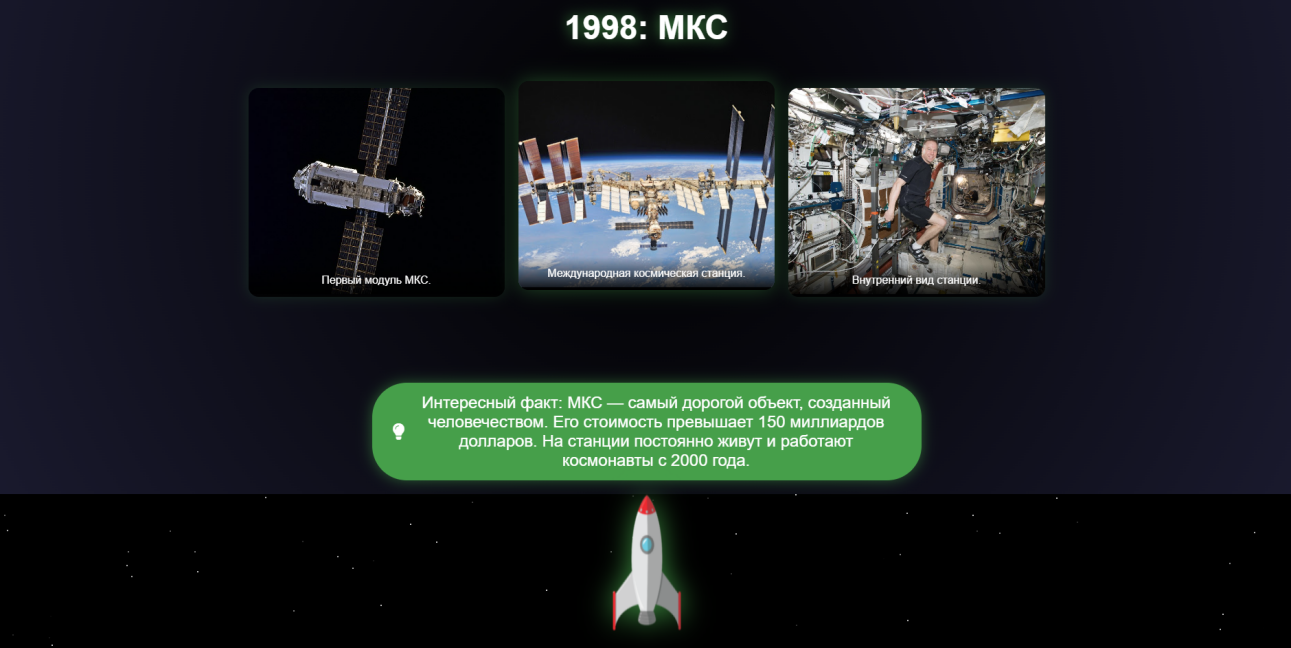 1998: МКС
Первый модуль МКС.
Международная космическая станция.
Внутренний вид станции.
Интересный факт: МКС — самый дорогой объект, созданный
человечеством. Его стоимость превышает 150 миллиардов
долларов. На станции постоянно живут и работают
космонавты с 2000 года.